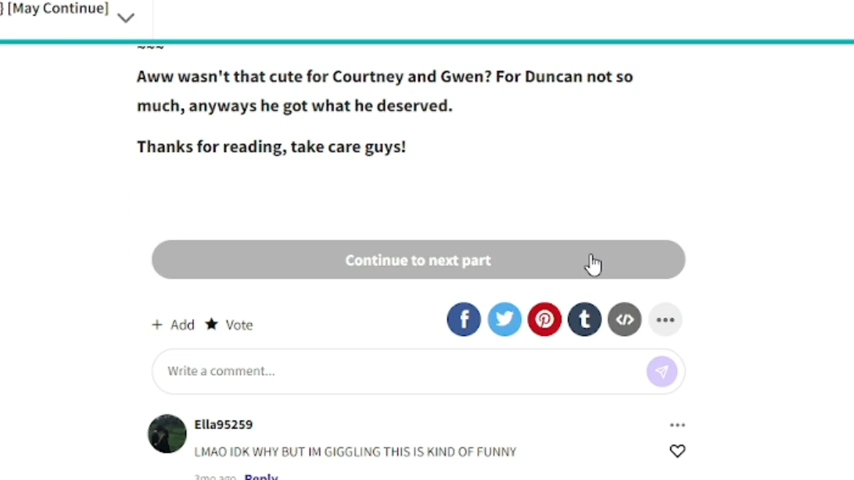 } [May Continue]
~~~
Aww wasn't that cute for Courtney and Gwen? For Duncan not so
much, anyways he got what he deserved.
Thanks for reading, take care guys!
Continue to next part
+ Add ★ Vote
Write a comment...
Ella95259
LMAO IDK WHY BUT IM GIGGLING THIS IS KIND OF FUNNY
3mo ago Reply